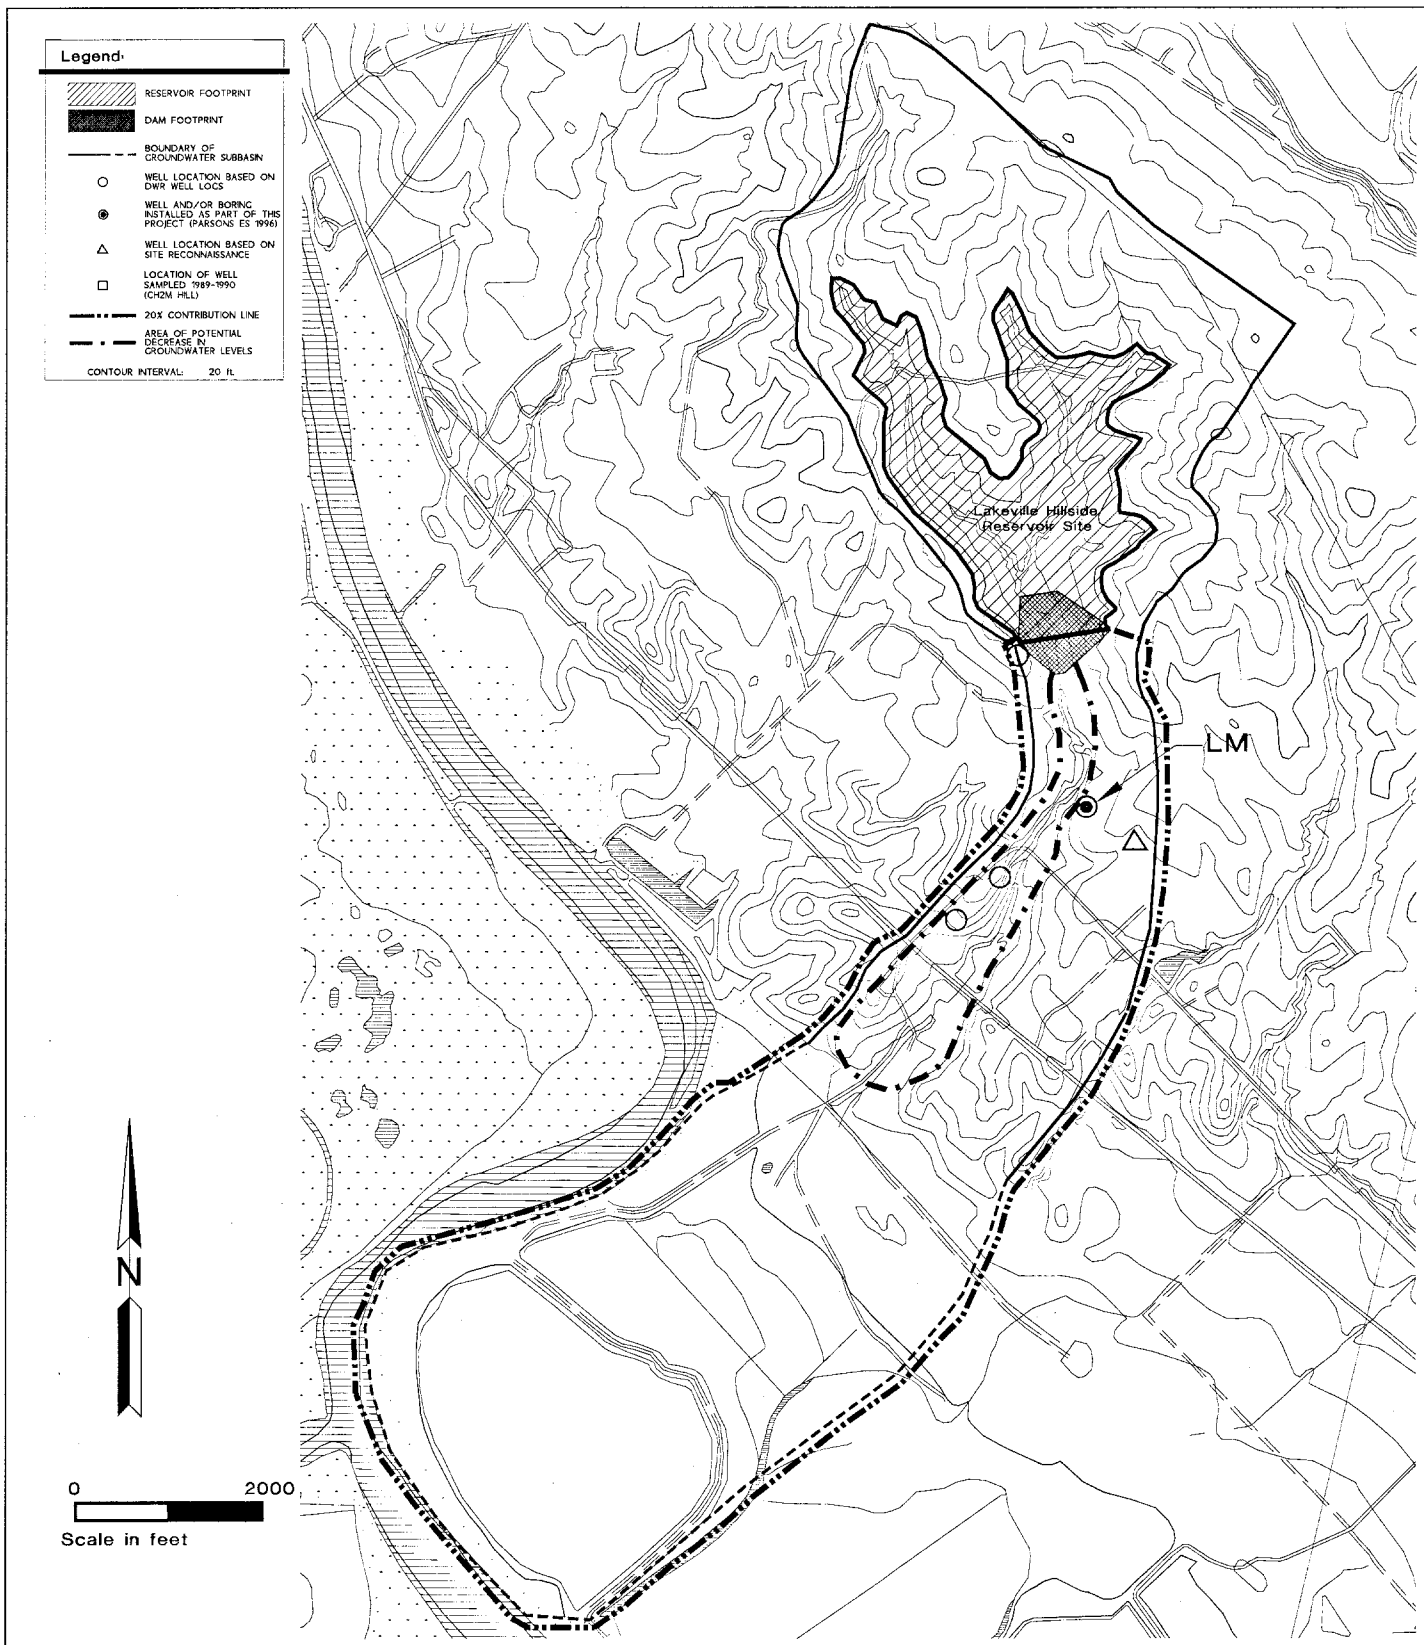 Legend:
RESERVOIR FOOTPRINT
DAM FOOTPRINT
BOUNDARY OF
GROUNDWATER SUBBASIN
WELL LOCATION BASED ON
DWR WELL LOCS
WELL AND/OR BORING
INSTALLED AS PART OF THIS
PROJECT (PARSONS ES 1996)
WELL LOCATION BASED ON
SITE RECONNAISSANCE
LOCATION OF WELL
SAMPLED 1989-1990
(CH2M HILL)
20% CONTRIBUTION LINE
AREA OF POTENTIAL
DECREASE IN
GROUNDWATER LEVELS
CONTOUR INTERVAL: 20 ft.
Lakeville Hillside
Reservoir Site
LM
N
0 2000
Scale in feet